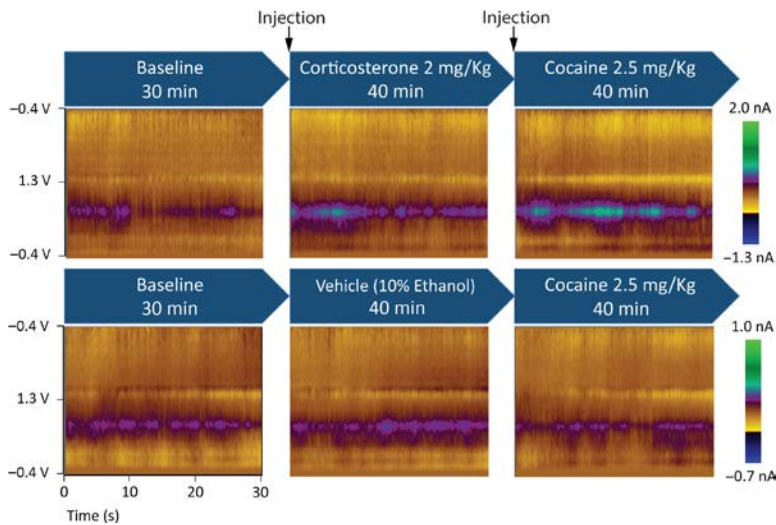 Injection Injection
Baseline Corticosterone 2 mg/Kg Cocaine 2.5 mg/Kg
30 min 40 min 40 min
−0.4 V
2.0 nA
1.3 V
−0.4 V
−1.3 nA
Baseline Vehicle (10% Ethanol) Cocaine 2.5 mg/Kg
30 min 40 min 40 min
−0.4 V
1.0 nA
1.3 V
−0.4 V
−0.7 nA
0 10 20 30
Time (s)